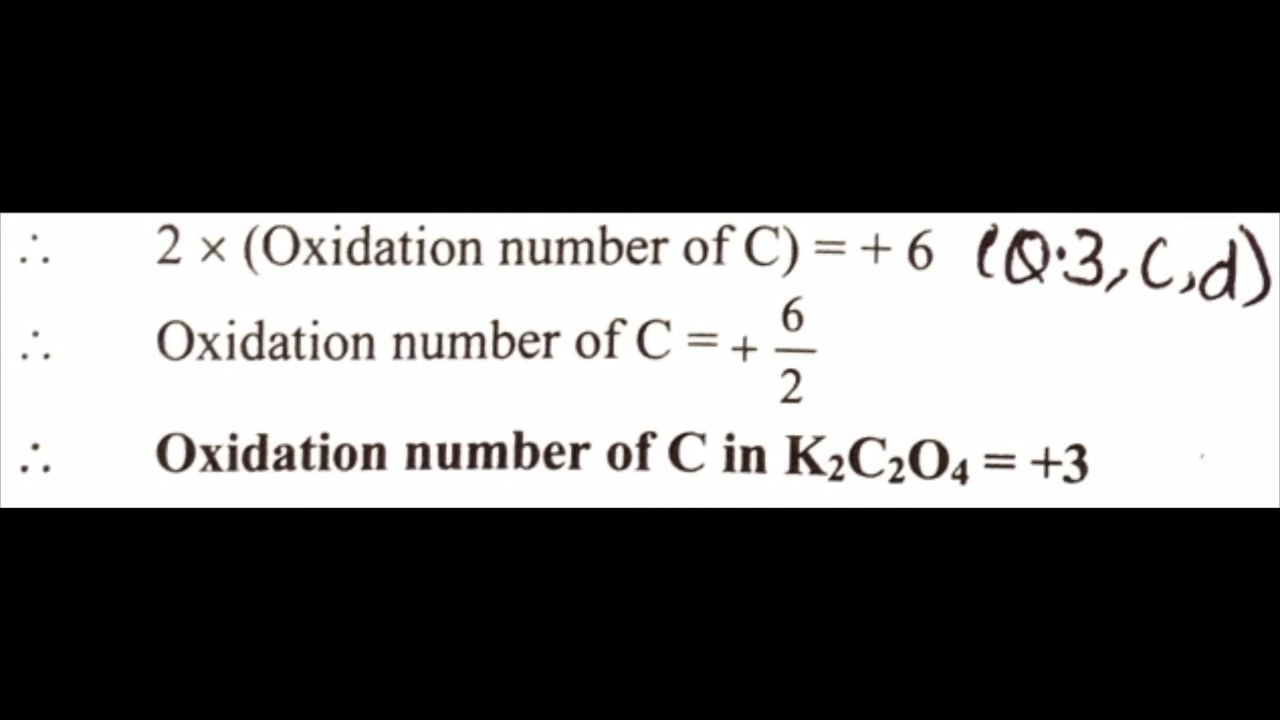 ∴ 2 × (Oxidation number of C) = + 6 (Q.3, C, d)
∴ Oxidation number of C = + 6/2
∴ Oxidation number of C in K₂C₂O₄ = +3